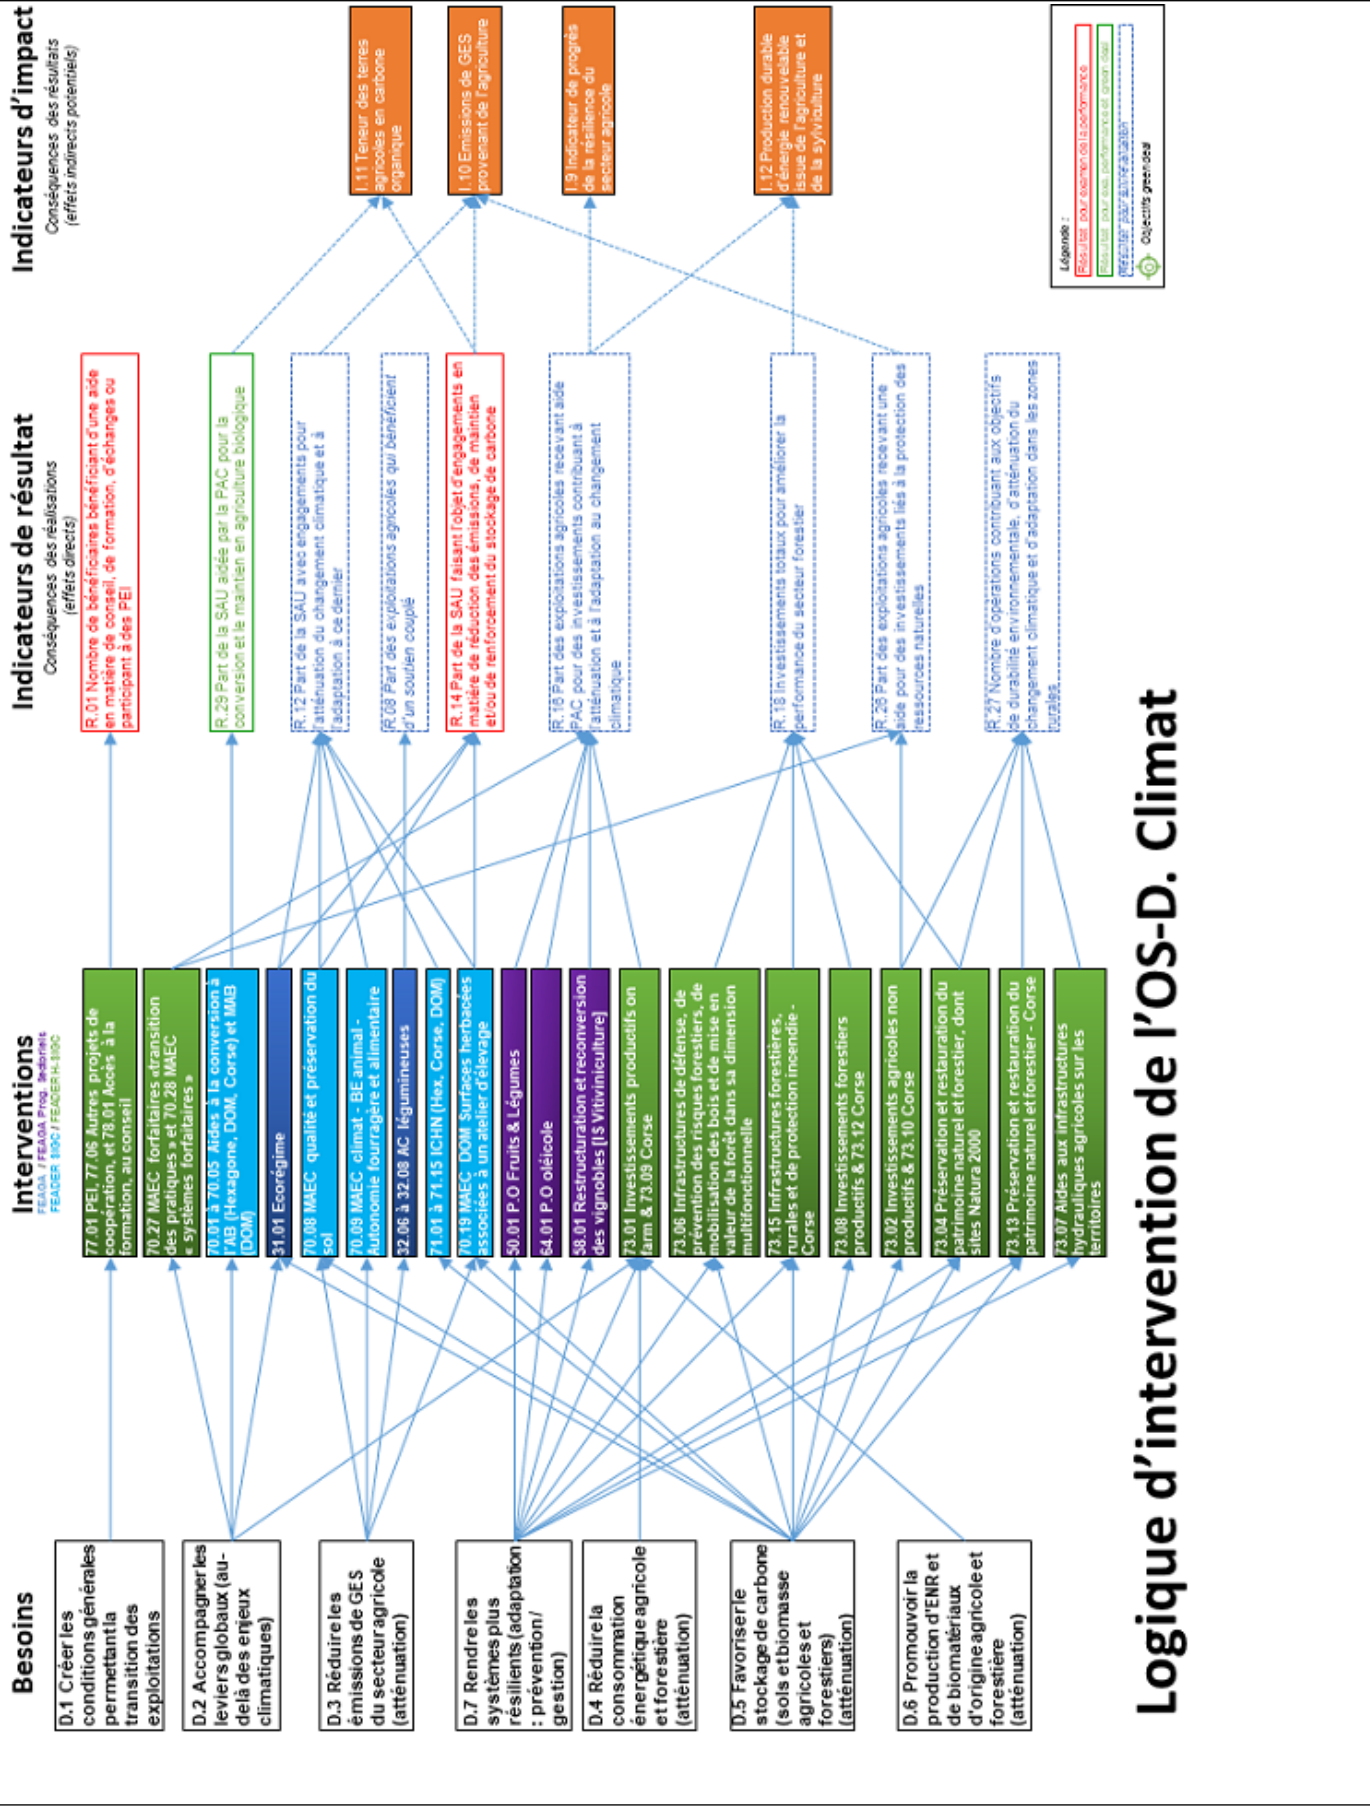 Logique d'intervention de l'OS-D. Climat
Besoins
D.1 Créer les
conditions générales
permettant la
transition des
exploitations
D.2 Accompagner les
leviers globaux (au-
delà des enjeux
climatiques)
D.3 Réduire les
émissions de GES
du secteur agricole
(atténuation)
D.7 Rendre les
systèmes plus
résilients (adaptation
: prévention /
gestion)
D.4 Réduire la
consommation
énergétique agricole
et forestière
(atténuation)
D.5 Favoriser le
stockage de carbone
(sols et biomasse
agricoles et
forestiers)
(atténuation)
D.6 Promouvoir la
production d'ENR et
de biomatériaux
d'origine agricole et
forestière
(atténuation)
Interventions
FEAGA / FEAGA Prog. Sectoriels
FEADER SIGC / FEADER H-SIGC
77.01 PEI, 77.06 Autres projets de
coopération, et 78.01 Accès à la
formation, au conseil
70.27 MAEC forfaitaires «transition
des pratiques » et 70.28 MAEC
« systèmes forfaitaires »
70.01 à 70.05 Aides à la conversion à
l'AB (Hexagone, DOM, Corse) et MAB
(DOM)
31.01 Ecorégime
70.08 MAEC qualité et préservation du
sol
70.09 MAEC climat - BE animal -
Autonomie fourragère et alimentaire
32.06 à 32.08 AC légumineuses
71.01 à 71.15 ICHN (Hex, Corse, DOM)
70.19 MAEC DOM Surfaces herbacées
associées à un atelier d'élevage
50.01 P.O Fruits & Légumes
64.01 P.O oléicole
58.01 Restructuration et reconversion
des vignobles [IS Vitiviniculture]
73.01 Investissements productifs on
farm & 73.09 Corse
73.06 Infrastructures de défense, de
prévention des risques forestiers, de
mobilisation des bois et de mise en
valeur de la forêt dans sa dimension
multifonctionnelle
73.15 Infrastructures forestières,
rurales et de protection incendie -
Corse
73.08 Investissements forestiers
productifs & 73.12 Corse
73.02 Investissements agricoles non
productifs & 73.10 Corse
73.04 Préservation et restauration du
patrimoine naturel et forestier, dont
sites Natura 2000
73.13 Préservation et restauration du
patrimoine naturel et forestier - Corse
73.07 Aides aux infrastructures
hydrauliques agricoles sur les
territoires
Indicateurs de résultat
Conséquences des réalisations
(effets directs)
R.01 Nombre de bénéficiaires bénéficiant d'une aide
en matière de conseil, de formation, d'échanges ou
participant à des PEI
R.29 Part de la SAU aidée par la PAC pour la
conversion et le maintien en agriculture biologique
R.12 Part de la SAU avec engagements pour
l'atténuation du changement climatique et à
l'adaptation à ce dernier
R.08 Part des exploitations agricoles qui bénéficient
d'un soutien couplé
R.14 Part de la SAU faisant l'objet d'engagements en
matière de réduction des émissions, de maintien
et/ou de renforcement du stockage de carbone
R.16 Part des exploitations agricoles recevant aide
PAC pour des investissements contribuant à
l'atténuation et à l'adaptation au changement
climatique
R.18 Investissements totaux pour améliorer la
performance du secteur forestier
R.26 Part des exploitations agricoles recevant une
aide pour des investissements liés à la protection des
ressources naturelles
R.27 Nombre d'opérations contribuant aux objectifs
de durabilité environnementale, d'atténuation du
changement climatique et d'adaptation dans les zones
rurales
Indicateurs d'impact
Conséquences des résultats
(effets indirects potentiels)
I.11 Teneur des terres
agricoles en carbone
organique
I.10 Emissions de GES
provenant de l'agriculture
I.9 Indicateur de progrès
de la résilience du
secteur agricole
I.12 Production durable
d'énergie renouvelable
issue de l'agriculture et
de la sylviculture
Légende :
Résultat pour examen de la performance
Résultat pour exa. performance et green deal
Objectifs green deal